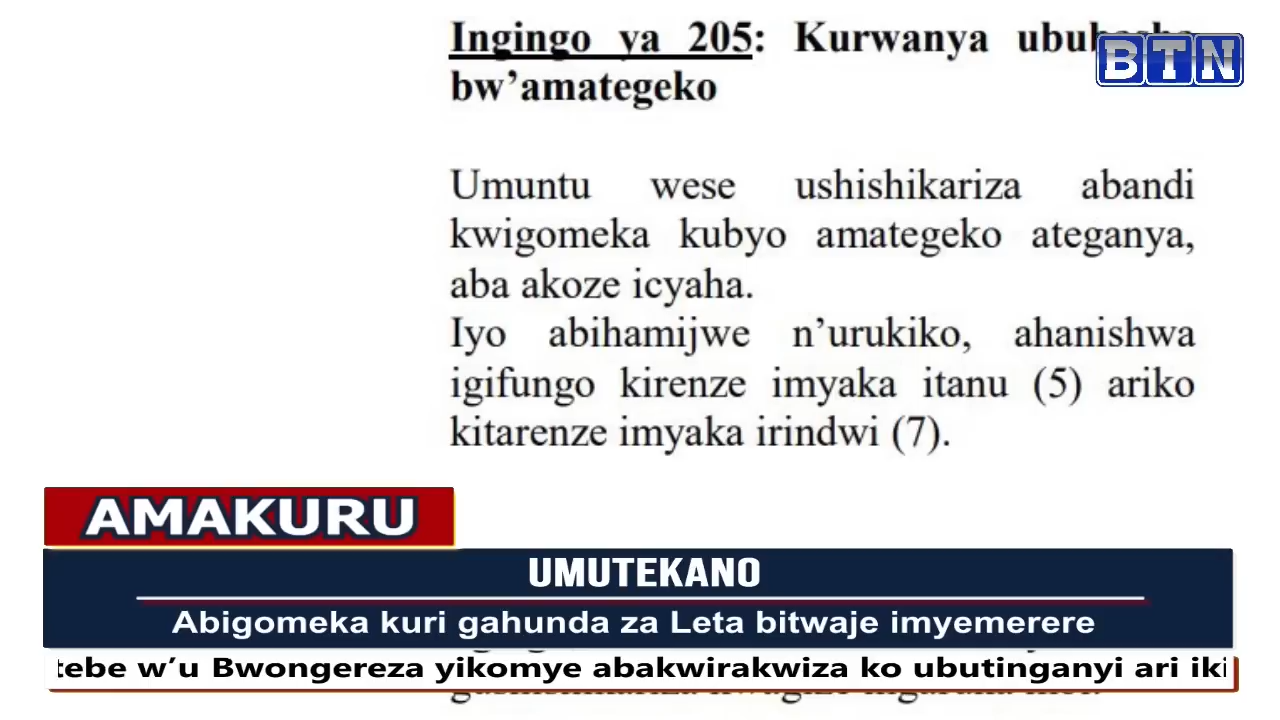 Ingingo ya 205: Kurwanya
bw’amategeko
BTN
Umuntu wese ushishikariza abandi
kwigomeka kubyo amategeko ateganya,
aba akoze icyaha.
Iyo abihamijwe n’urukiko, ahanishwa
igifungo kirenze imyaka itanu (5) ariko
kitarenze imyaka irindwi (7).
AMAKURU
UMUTEKANO
Abigomeka kuri gahunda za Leta bitwaje imyemerere
tebe w’u Bwongereza yikomye abakwirakwiza ko ubutinganyi ari iki